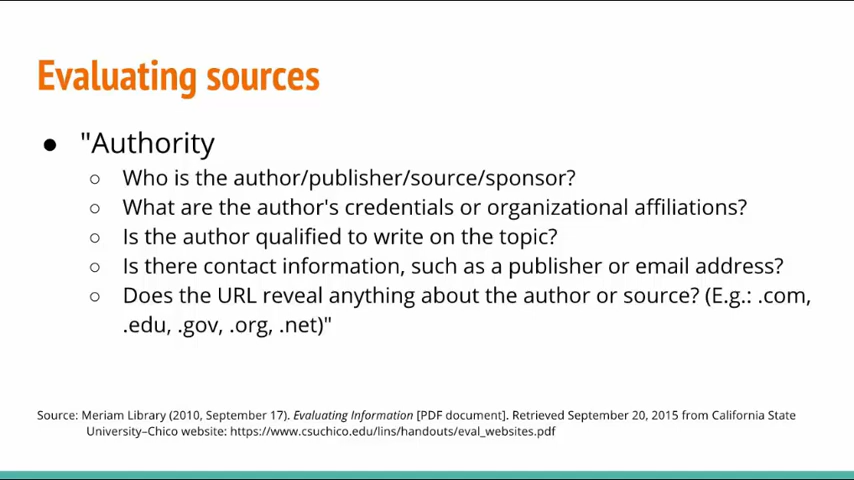 Evaluating sources
● "Authority
○ Who is the author/publisher/source/sponsor?
○ What are the author's credentials or organizational affiliations?
○ Is the author qualified to write on the topic?
○ Is there contact information, such as a publisher or email address?
○ Does the URL reveal anything about the author or source? (E.g.: .com,
.edu, .gov, .org, .net)"
Source: Meriam Library (2010, September 17). Evaluating Information [PDF document]. Retrieved September 20, 2015 from California State
University–Chico website: https://www.csuchico.edu/lins/handouts/eval_websites.pdf